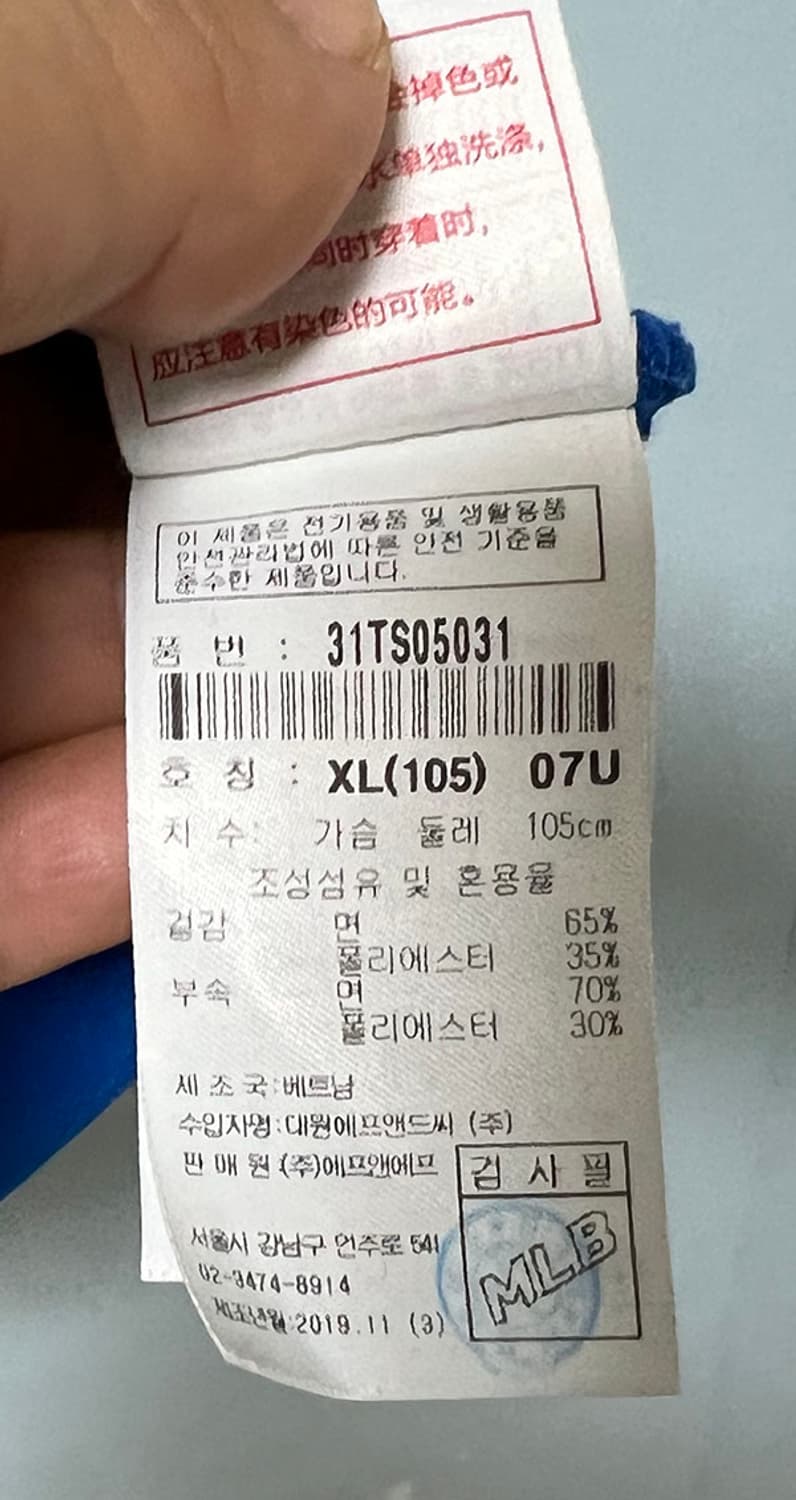 掉色或
水单独洗涤,
同时穿着时,
应注意有染色的可能。
이 제품은 전기용품 및 생활용품
안전관리법에 따른 안전 기준을
준수한 제품입니다.
품 번 : 31TS05031
호 칭 : XL(105) 07U
치 수: 가슴 둘레 105cm
조성섬유 및 혼용율
겉감 면 65%
폴리에스터 35%
부속 면 70%
폴리에스터 30%
제 조 국:베트남
수입자명:대원에프앤드씨 (주)
판 매 원 (주)에프앤에프
검 사 필
MLB
서울시 강남구 언주로 541
02-3474-8914
제조년월:2019.11 (3)